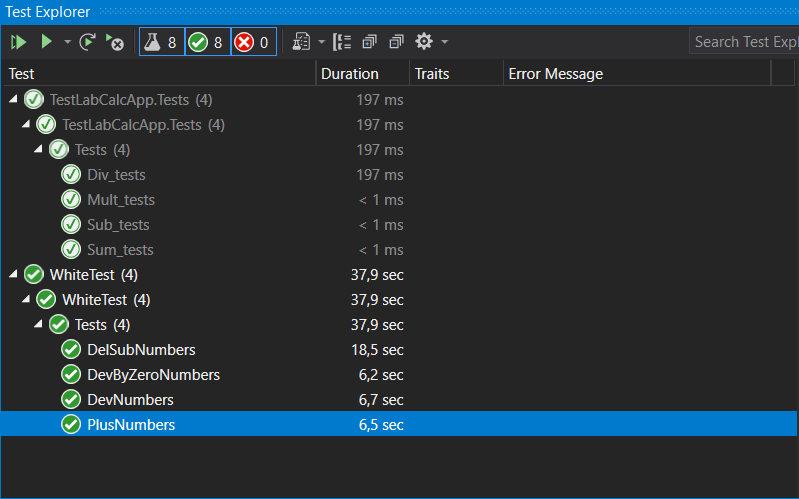 Test Explorer
8 8 0 Search Test Expl
Test Duration Traits Error Message
TestLabCalcApp.Tests (4) 197 ms
TestLabCalcApp.Tests (4) 197 ms
Tests (4) 197 ms
Div_tests 197 ms
Mult_tests < 1 ms
Sub_tests < 1 ms
Sum_tests < 1 ms
WhiteTest (4) 37,9 sec
WhiteTest (4) 37,9 sec
Tests (4) 37,9 sec
DelSubNumbers 18,5 sec
DevByZeroNumbers 6,2 sec
DevNumbers 6,7 sec
PlusNumbers 6,5 sec